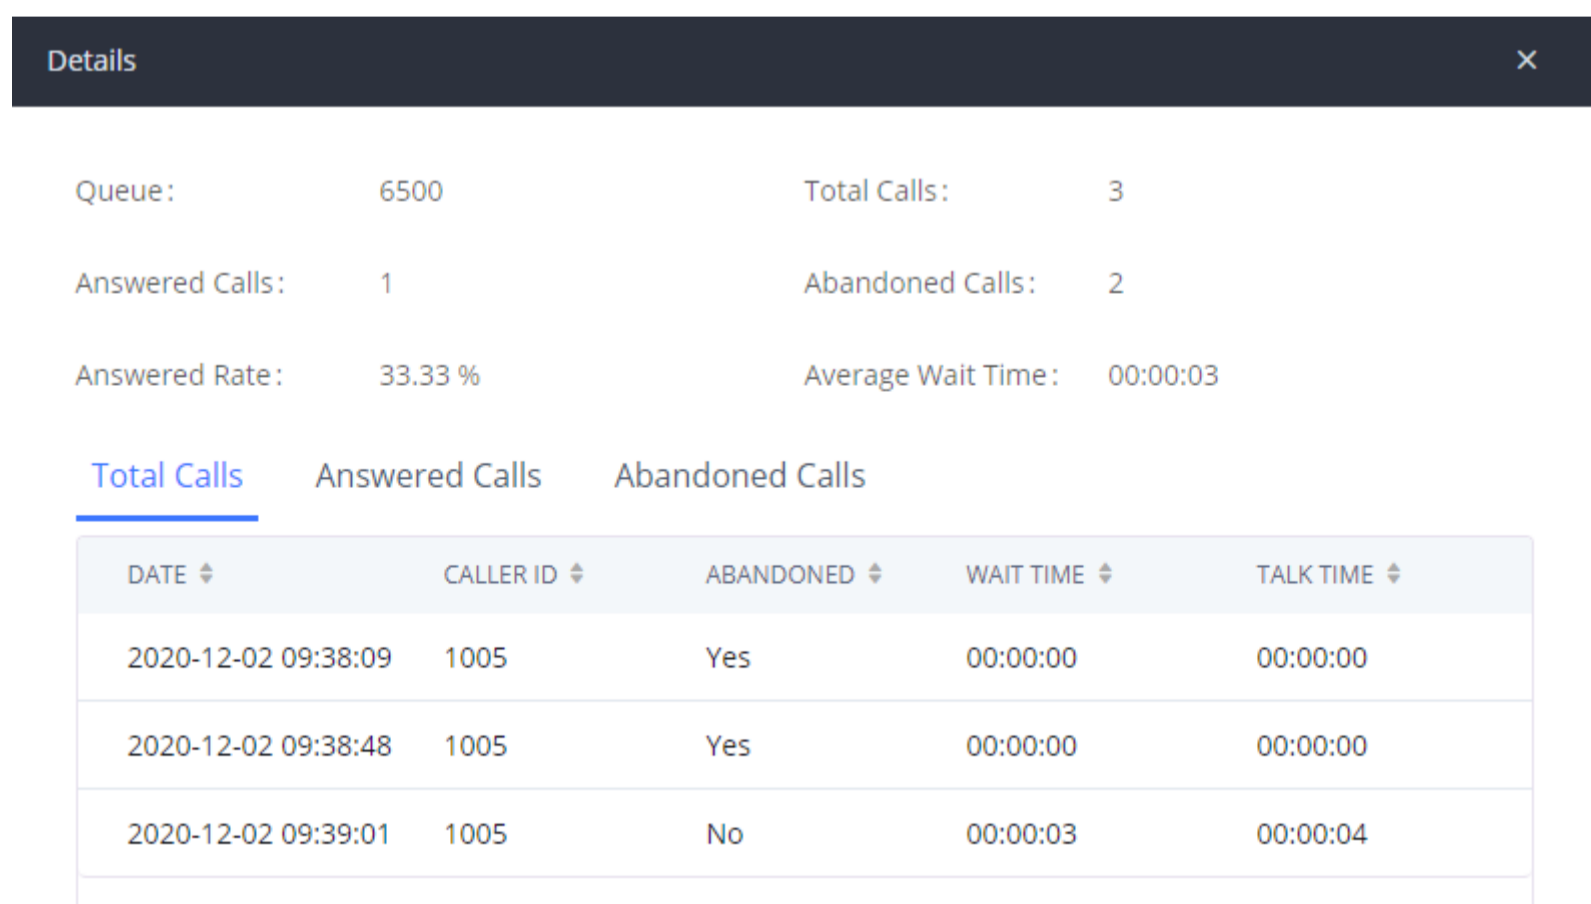 Details ×
Queue: 6500 Total Calls: 3
Answered Calls: 1 Abandoned Calls: 2
Answered Rate: 33.33 % Average Wait Time: 00:00:03
Total Calls Answered Calls Abandoned Calls
DATE CALLER ID ABANDONED WAIT TIME TALK TIME
2020-12-02 09:38:09 1005 Yes 00:00:00 00:00:00
2020-12-02 09:38:48 1005 Yes 00:00:00 00:00:00
2020-12-02 09:39:01 1005 No 00:00:03 00:00:04